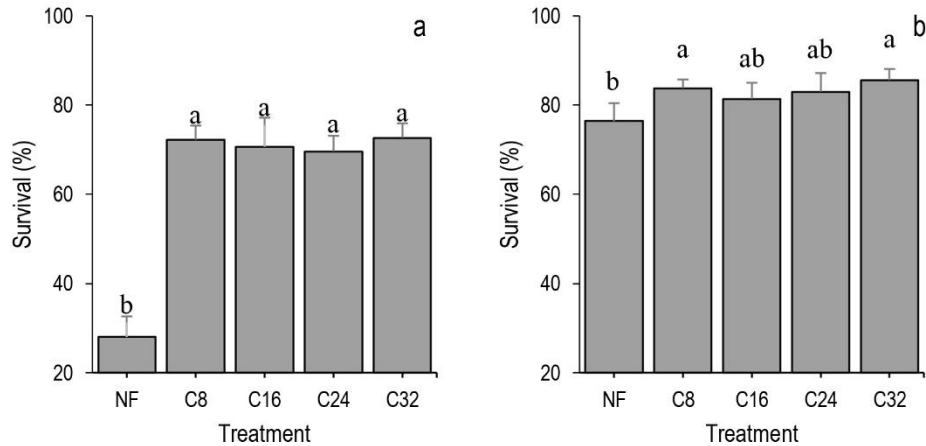 a
100
80
60
40
20
Survival (%)
b
a
a
a
a
NF
C8
C16
C24
C32
Treatment
b
100
80
60
40
20
Survival (%)
b
a
ab
ab
a
NF
C8
C16
C24
C32
Treatment